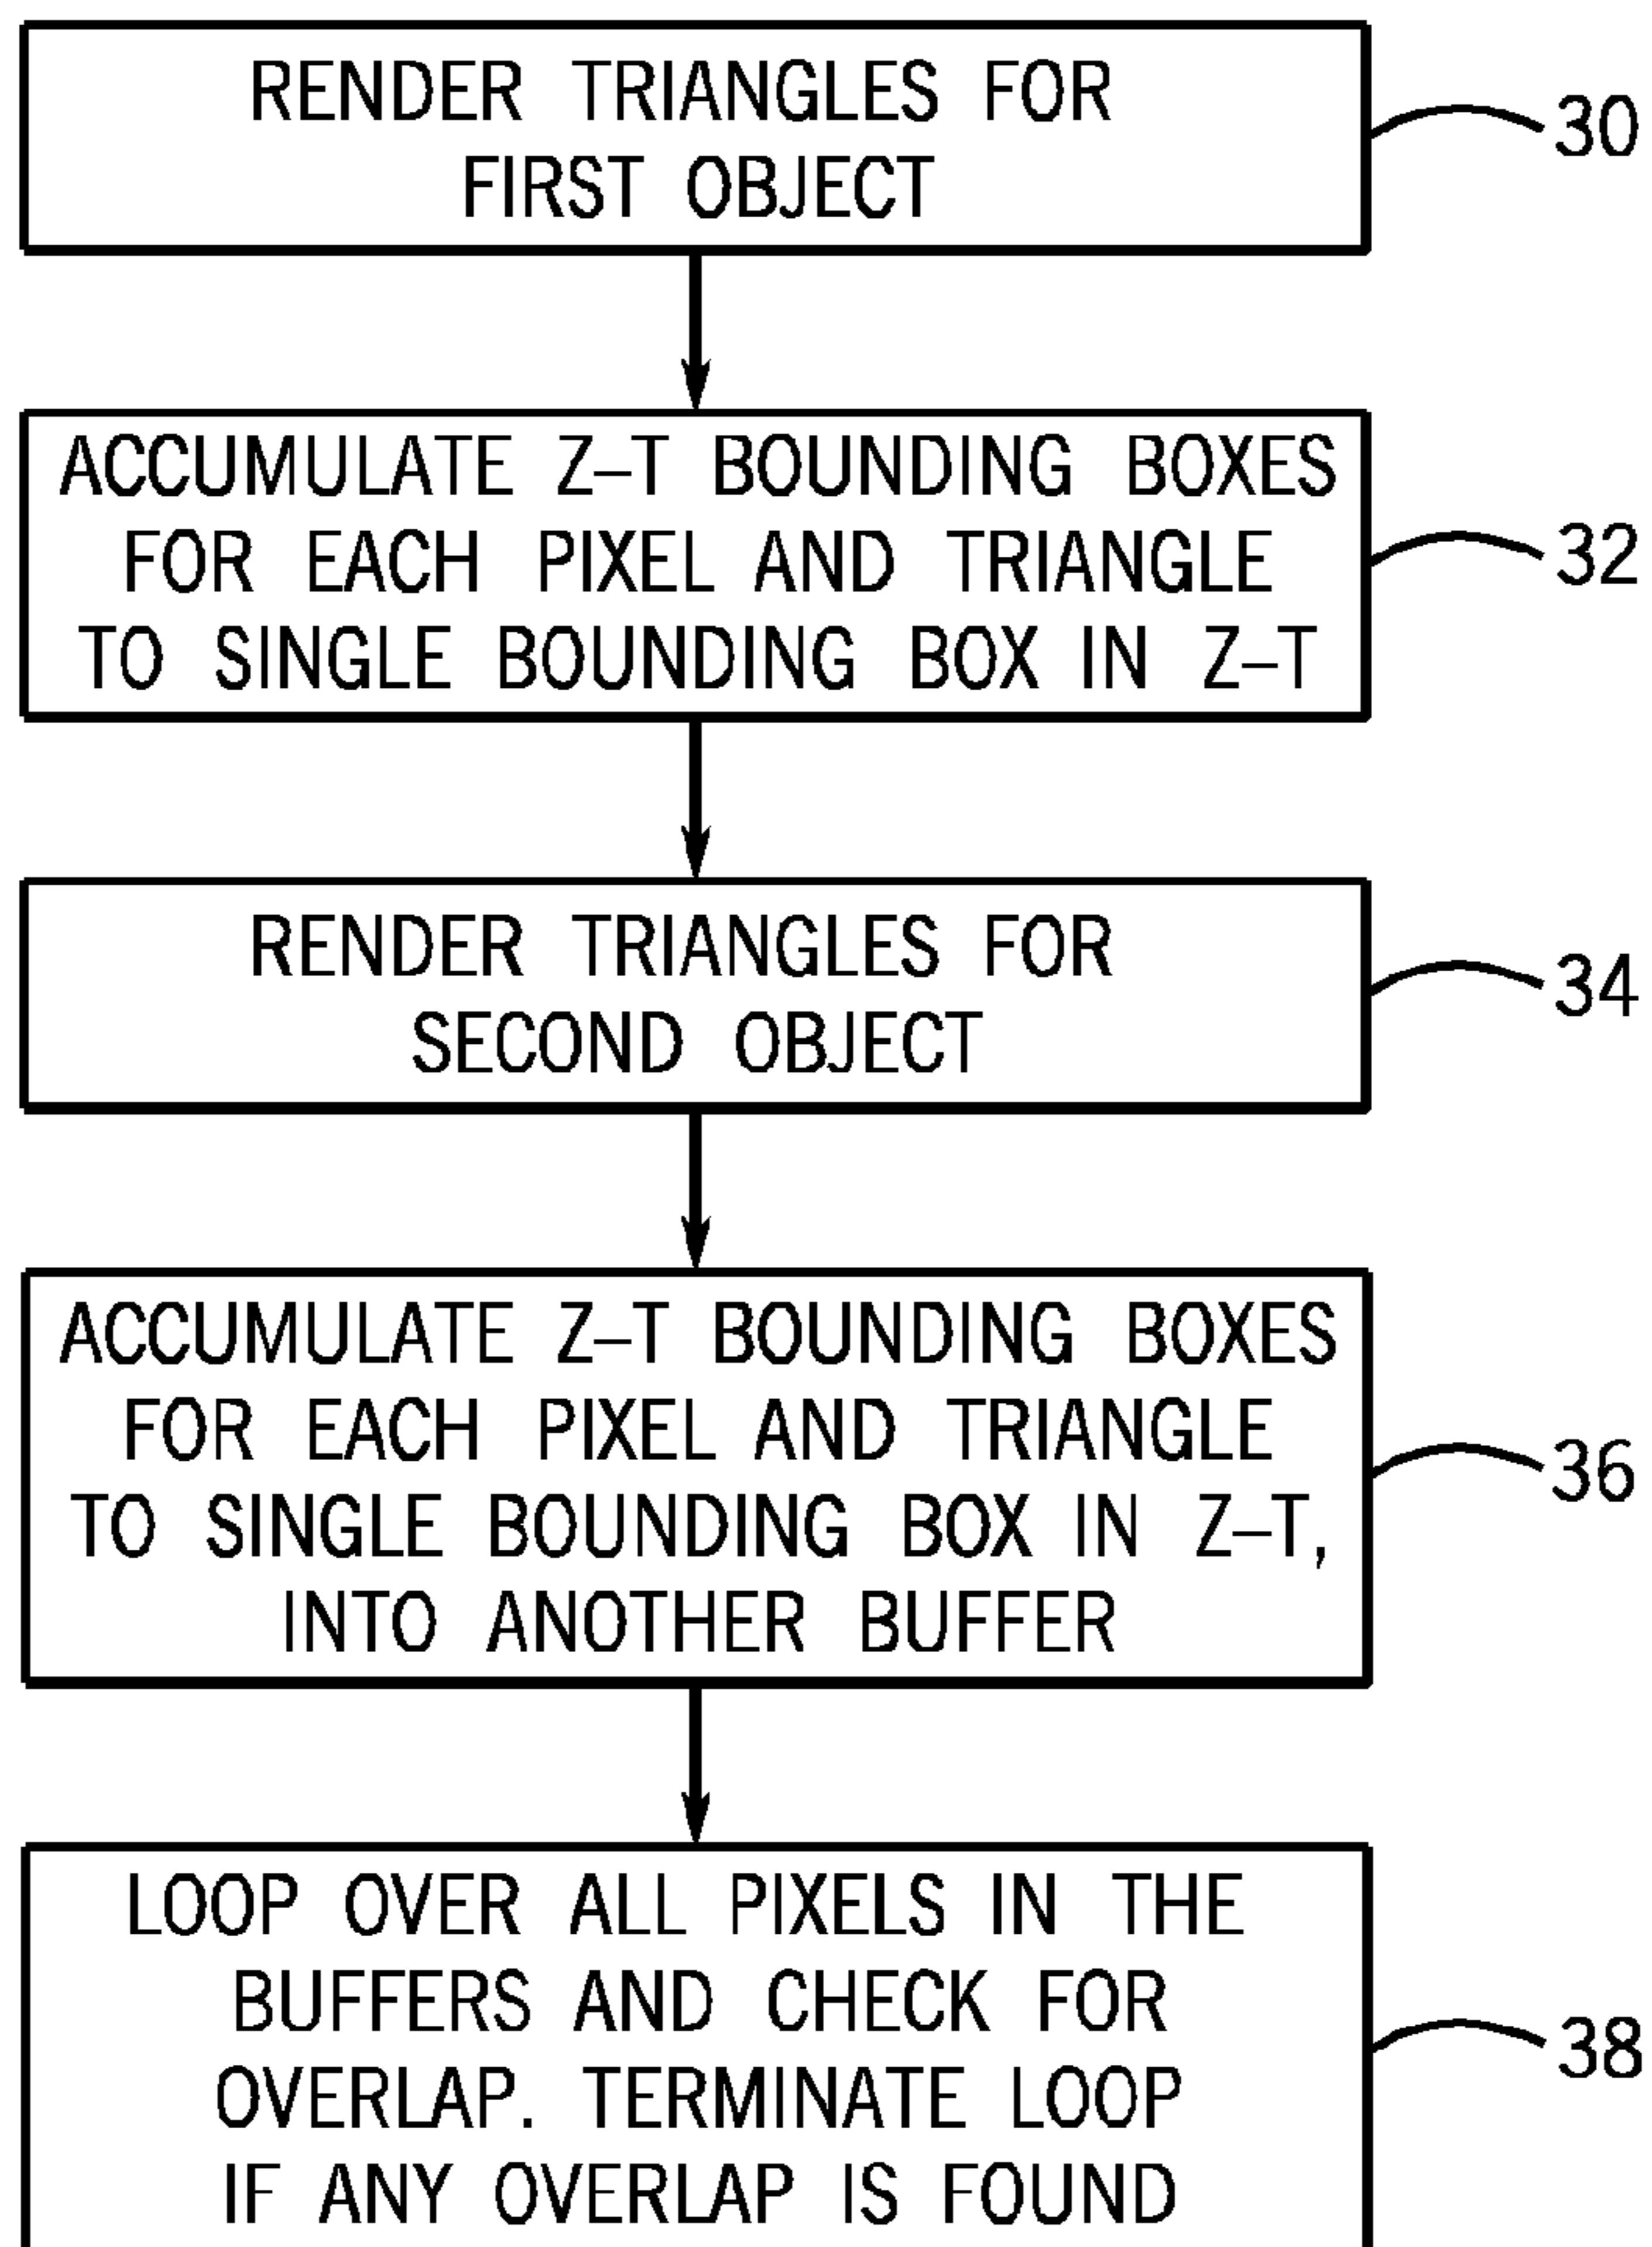 RENDER TRIANGLES FOR
FIRST OBJECT
30
ACCUMULATE Z–T BOUNDING BOXES
FOR EACH PIXEL AND TRIANGLE
TO SINGLE BOUNDING BOX IN Z–T
32
RENDER TRIANGLES FOR
SECOND OBJECT
34
ACCUMULATE Z–T BOUNDING BOXES
FOR EACH PIXEL AND TRIANGLE
TO SINGLE BOUNDING BOX IN Z–T,
INTO ANOTHER BUFFER
36
LOOP OVER ALL PIXELS IN THE
BUFFERS AND CHECK FOR
OVERLAP. TERMINATE LOOP
IF ANY OVERLAP IS FOUND
38